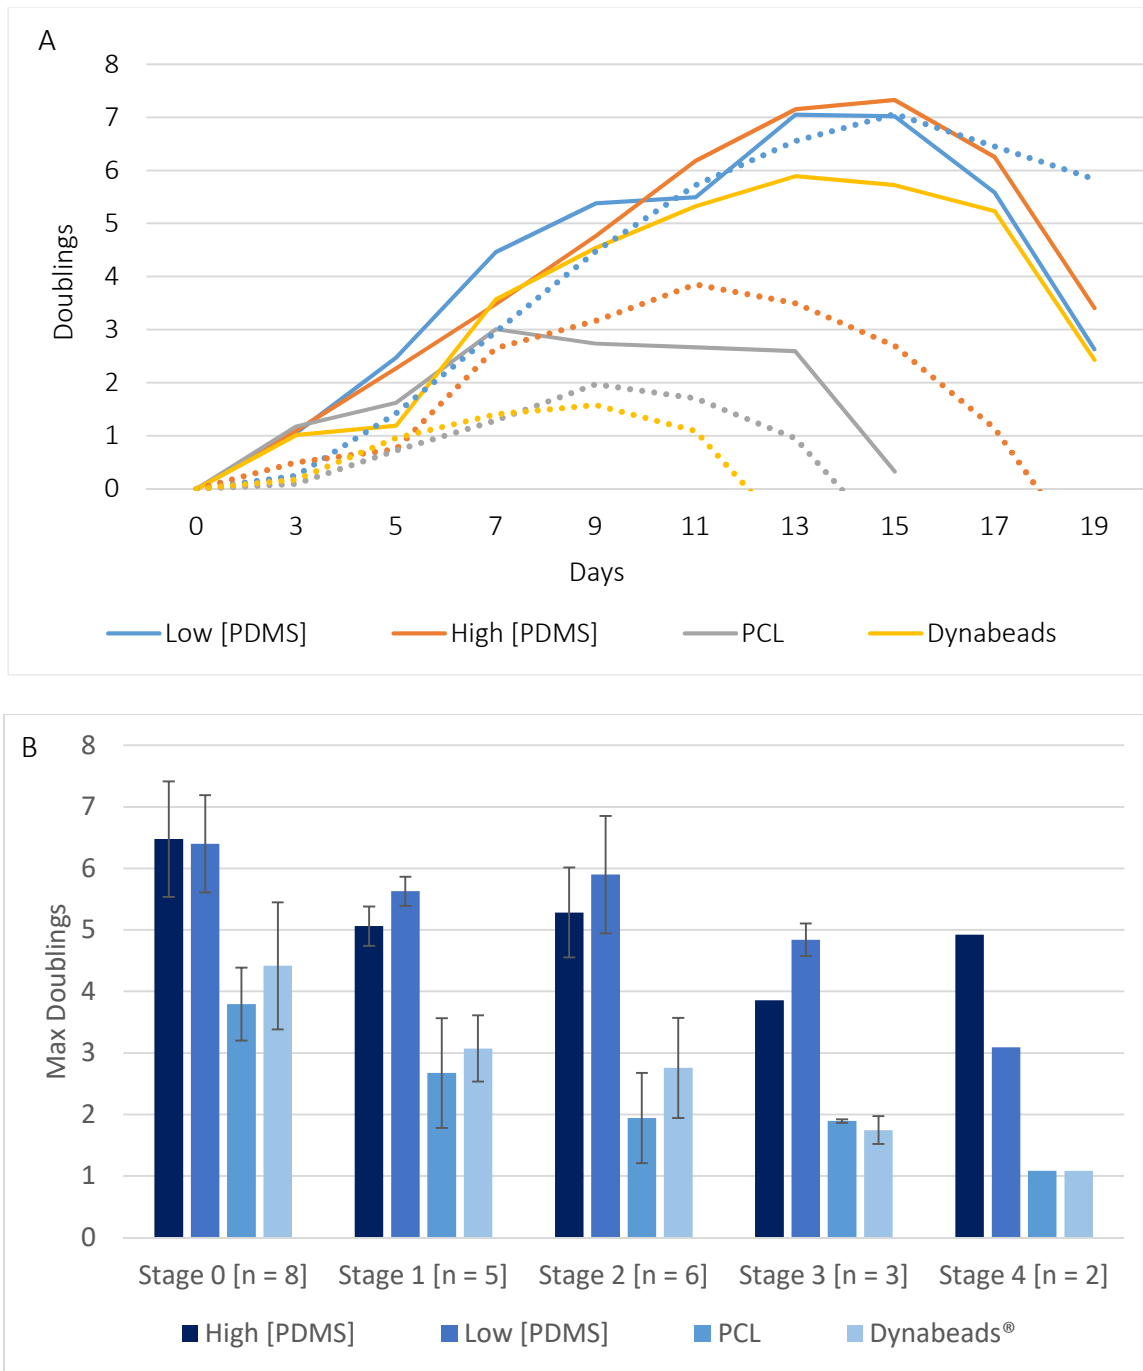 A
8
7
6
5
4
3
2
1
0
Doublings
0 3 5 7 9 11 13 15 17 19
Days
Low [PDMS] High [PDMS] PCL Dynabeads
B
8
7
6
5
4
3
2
1
0
Max Doublings
Stage 0 [n = 8] Stage 1 [n = 5] Stage 2 [n = 6] Stage 3 [n = 3] Stage 4 [n = 2]
High [PDMS] Low [PDMS] PCL Dynabeads®